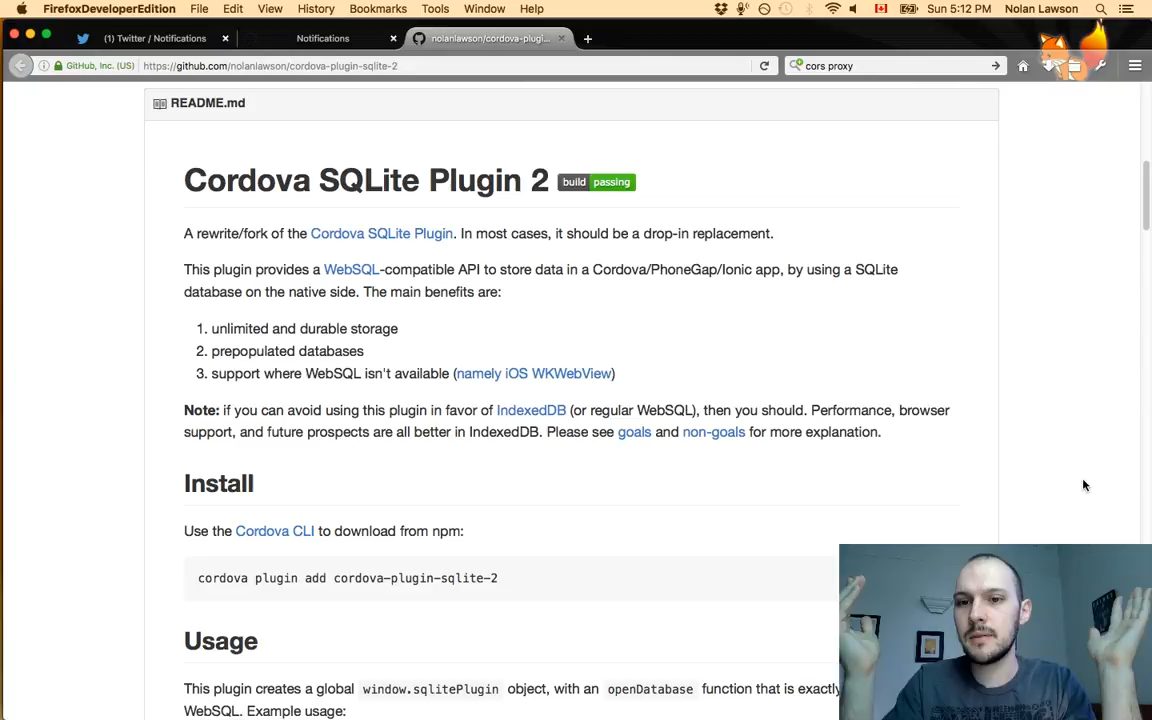 FirefoxDeveloperEdition File Edit View History Bookmarks Tools Window Help Sun 5:12 PM Nolan Lawson
(1) Twitter / Notifications Notifications nolanlawson/cordova-plugi...
GitHub, Inc. (US) https://github.com/nolanlawson/cordova-plugin-sqlite-2 cors proxy
README.md
Cordova SQLite Plugin 2 build passing
A rewrite/fork of the Cordova SQLite Plugin. In most cases, it should be a drop-in replacement.
This plugin provides a WebSQL-compatible API to store data in a Cordova/PhoneGap/Ionic app, by using a SQLite
database on the native side. The main benefits are:
1. unlimited and durable storage
2. prepopulated databases
3. support where WebSQL isn't available (namely iOS WKWebView)
Note: if you can avoid using this plugin in favor of IndexedDB (or regular WebSQL), then you should. Performance, browser
support, and future prospects are all better in IndexedDB. Please see goals and non-goals for more explanation.
Install
Use the Cordova CLI to download from npm:
cordova plugin add cordova-plugin-sqlite-2
Usage
This plugin creates a global window.sqlitePlugin object, with an openDatabase function that is exactly
WebSQL. Example usage: